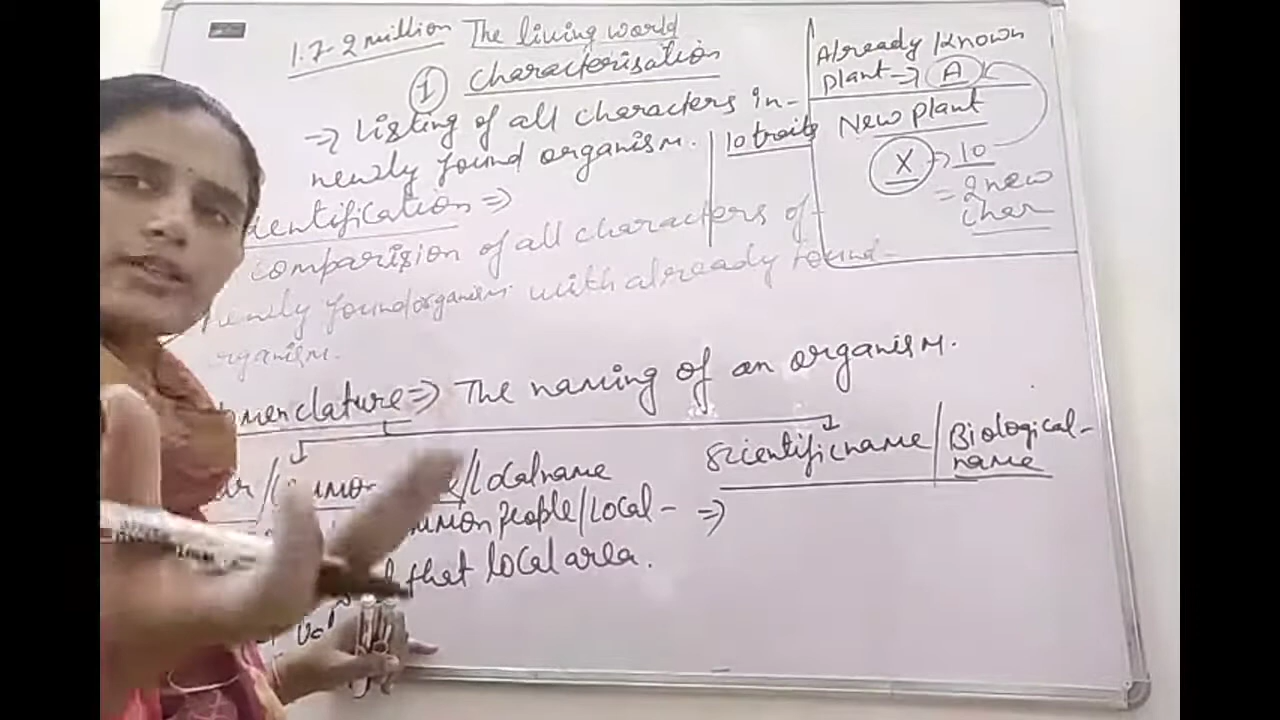 1.7-2 million The living world
① characterisation
⇒ Listing of all characters in-
newly found organism. 10 traits
dentification ⇒
comparision of all characters of-
newly found organism with already found-
rganism.
menclature ⇒ The naming of an organism.
/Local name
mmon people/Local-
that local area.
Scientific name/Biological-
name
⇒
Already known
plant → A
New plant
X → 10
= 2 new
char